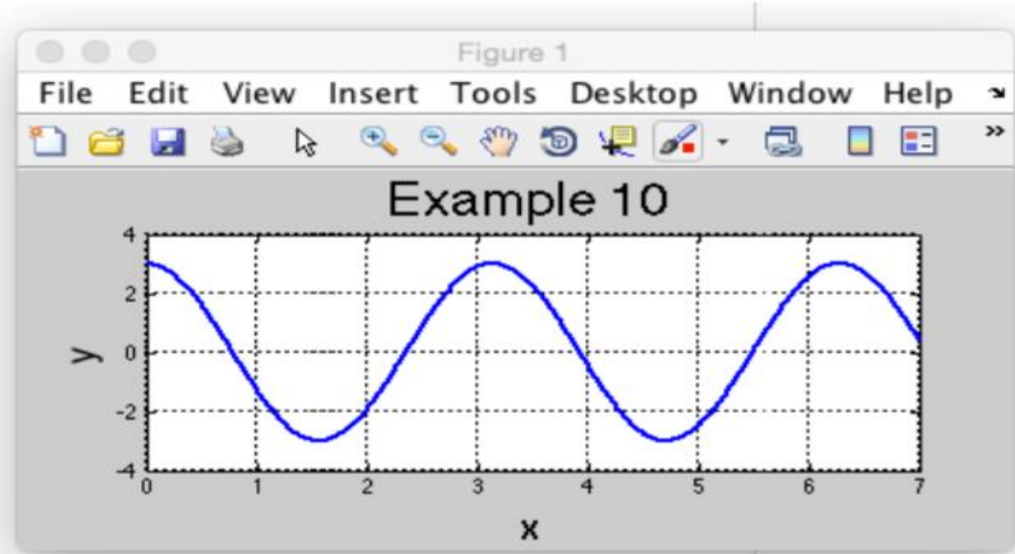 Figure 1
File Edit View Insert Tools Desktop Window Help
Example 10
4
2
0
-2
-4
y
0 1 2 3 4 5 6 7
x